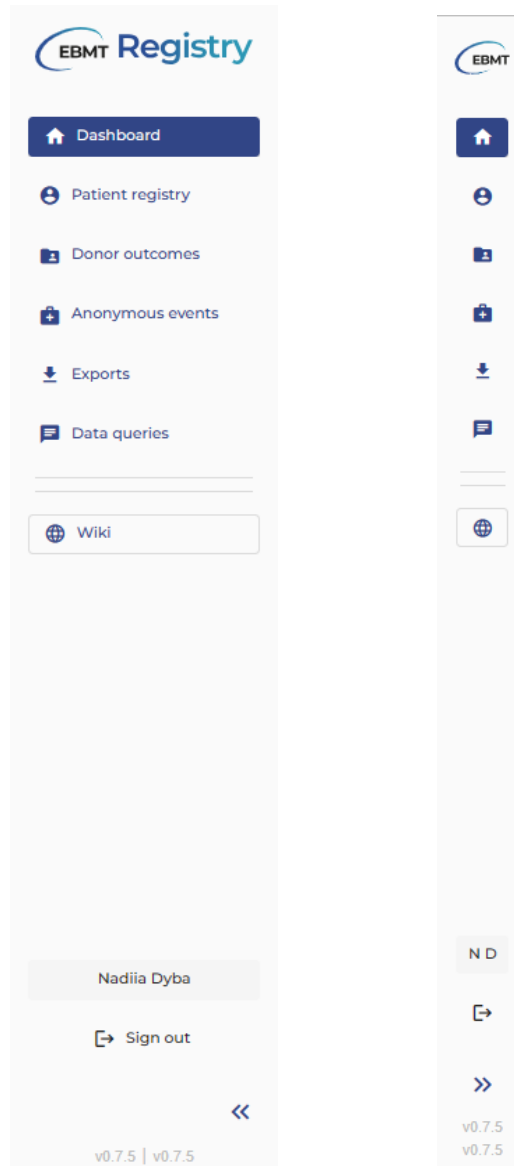 EBMT Registry
Dashboard
Patient registry
Donor outcomes
Anonymous events
Exports
Data queries
Wiki
Nadiia Dyba
Sign out
v0.7.5 | v0.7.5
EBMT
N D
v0.7.5
v0.7.5